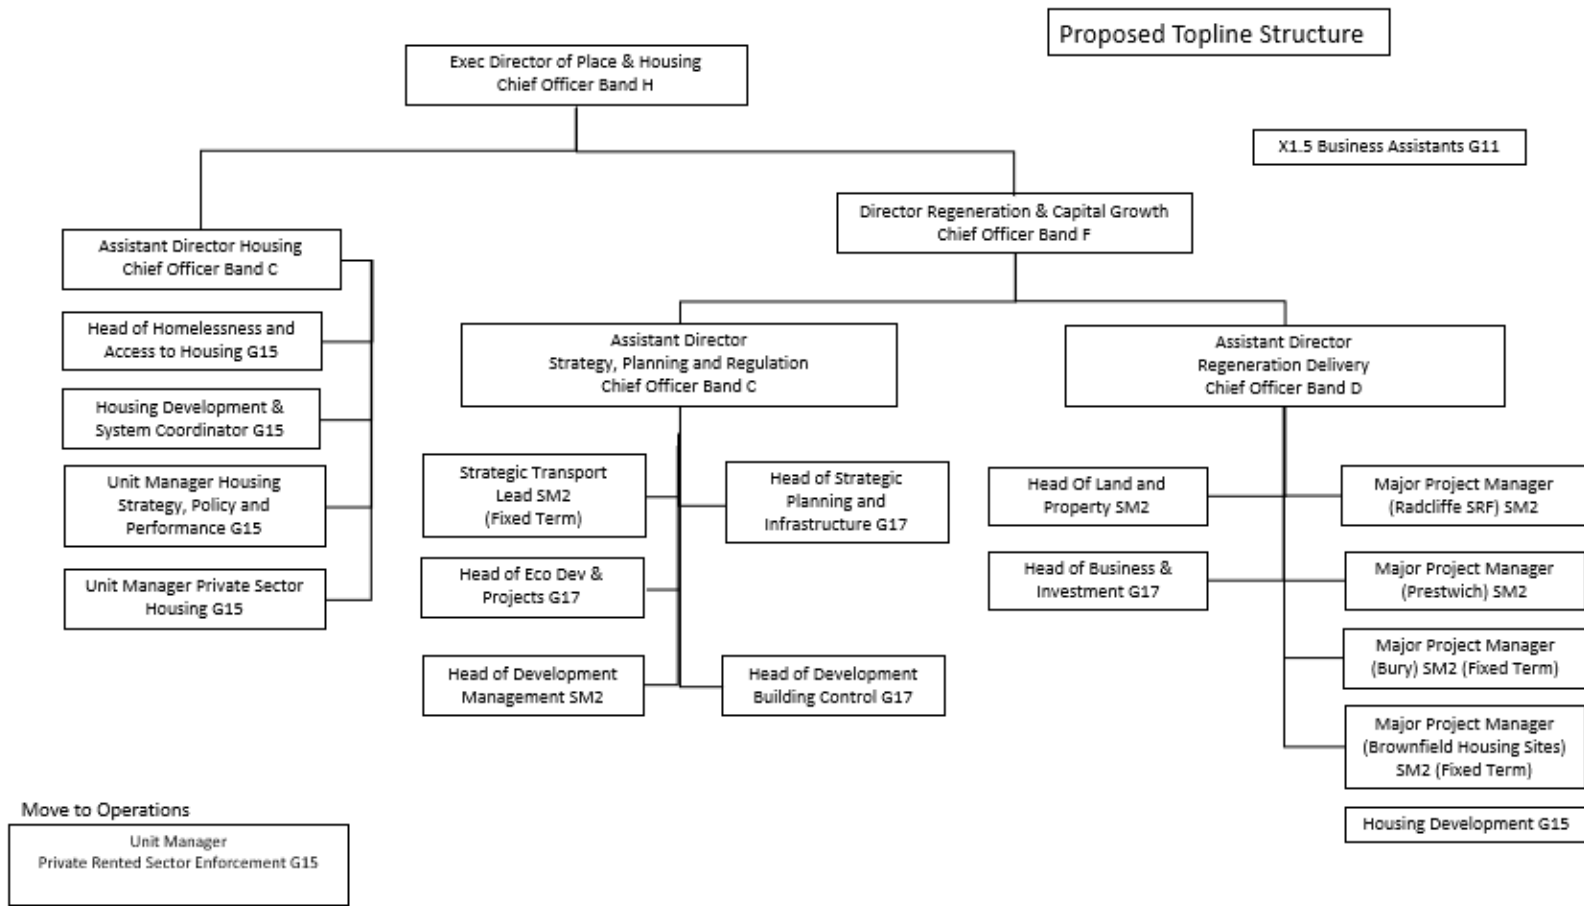 Proposed Topline Structure
Exec Director of Place & Housing
Chief Officer Band H
X1.5 Business Assistants G11
Director Regeneration & Capital Growth
Chief Officer Band F
Assistant Director Housing
Chief Officer Band C
Head of Homelessness and
Access to Housing G15
Housing Development &
System Coordinator G15
Unit Manager Housing
Strategy, Policy and
Performance G15
Unit Manager Private Sector
Housing G15
Assistant Director
Strategy, Planning and Regulation
Chief Officer Band C
Strategic Transport
Lead SM2
(Fixed Term)
Head of Strategic
Planning and
Infrastructure G17
Head of Eco Dev &
Projects G17
Head of Development
Management SM2
Head of Development
Building Control G17
Assistant Director
Regeneration Delivery
Chief Officer Band D
Head Of Land and
Property SM2
Head of Business &
Investment G17
Major Project Manager
(Radcliffe SRF) SM2
Major Project Manager
(Prestwich) SM2
Major Project Manager
(Bury) SM2 (Fixed Term)
Major Project Manager
(Brownfield Housing Sites)
SM2 (Fixed Term)
Housing Development G15
Move to Operations
Unit Manager
Private Rented Sector Enforcement G15